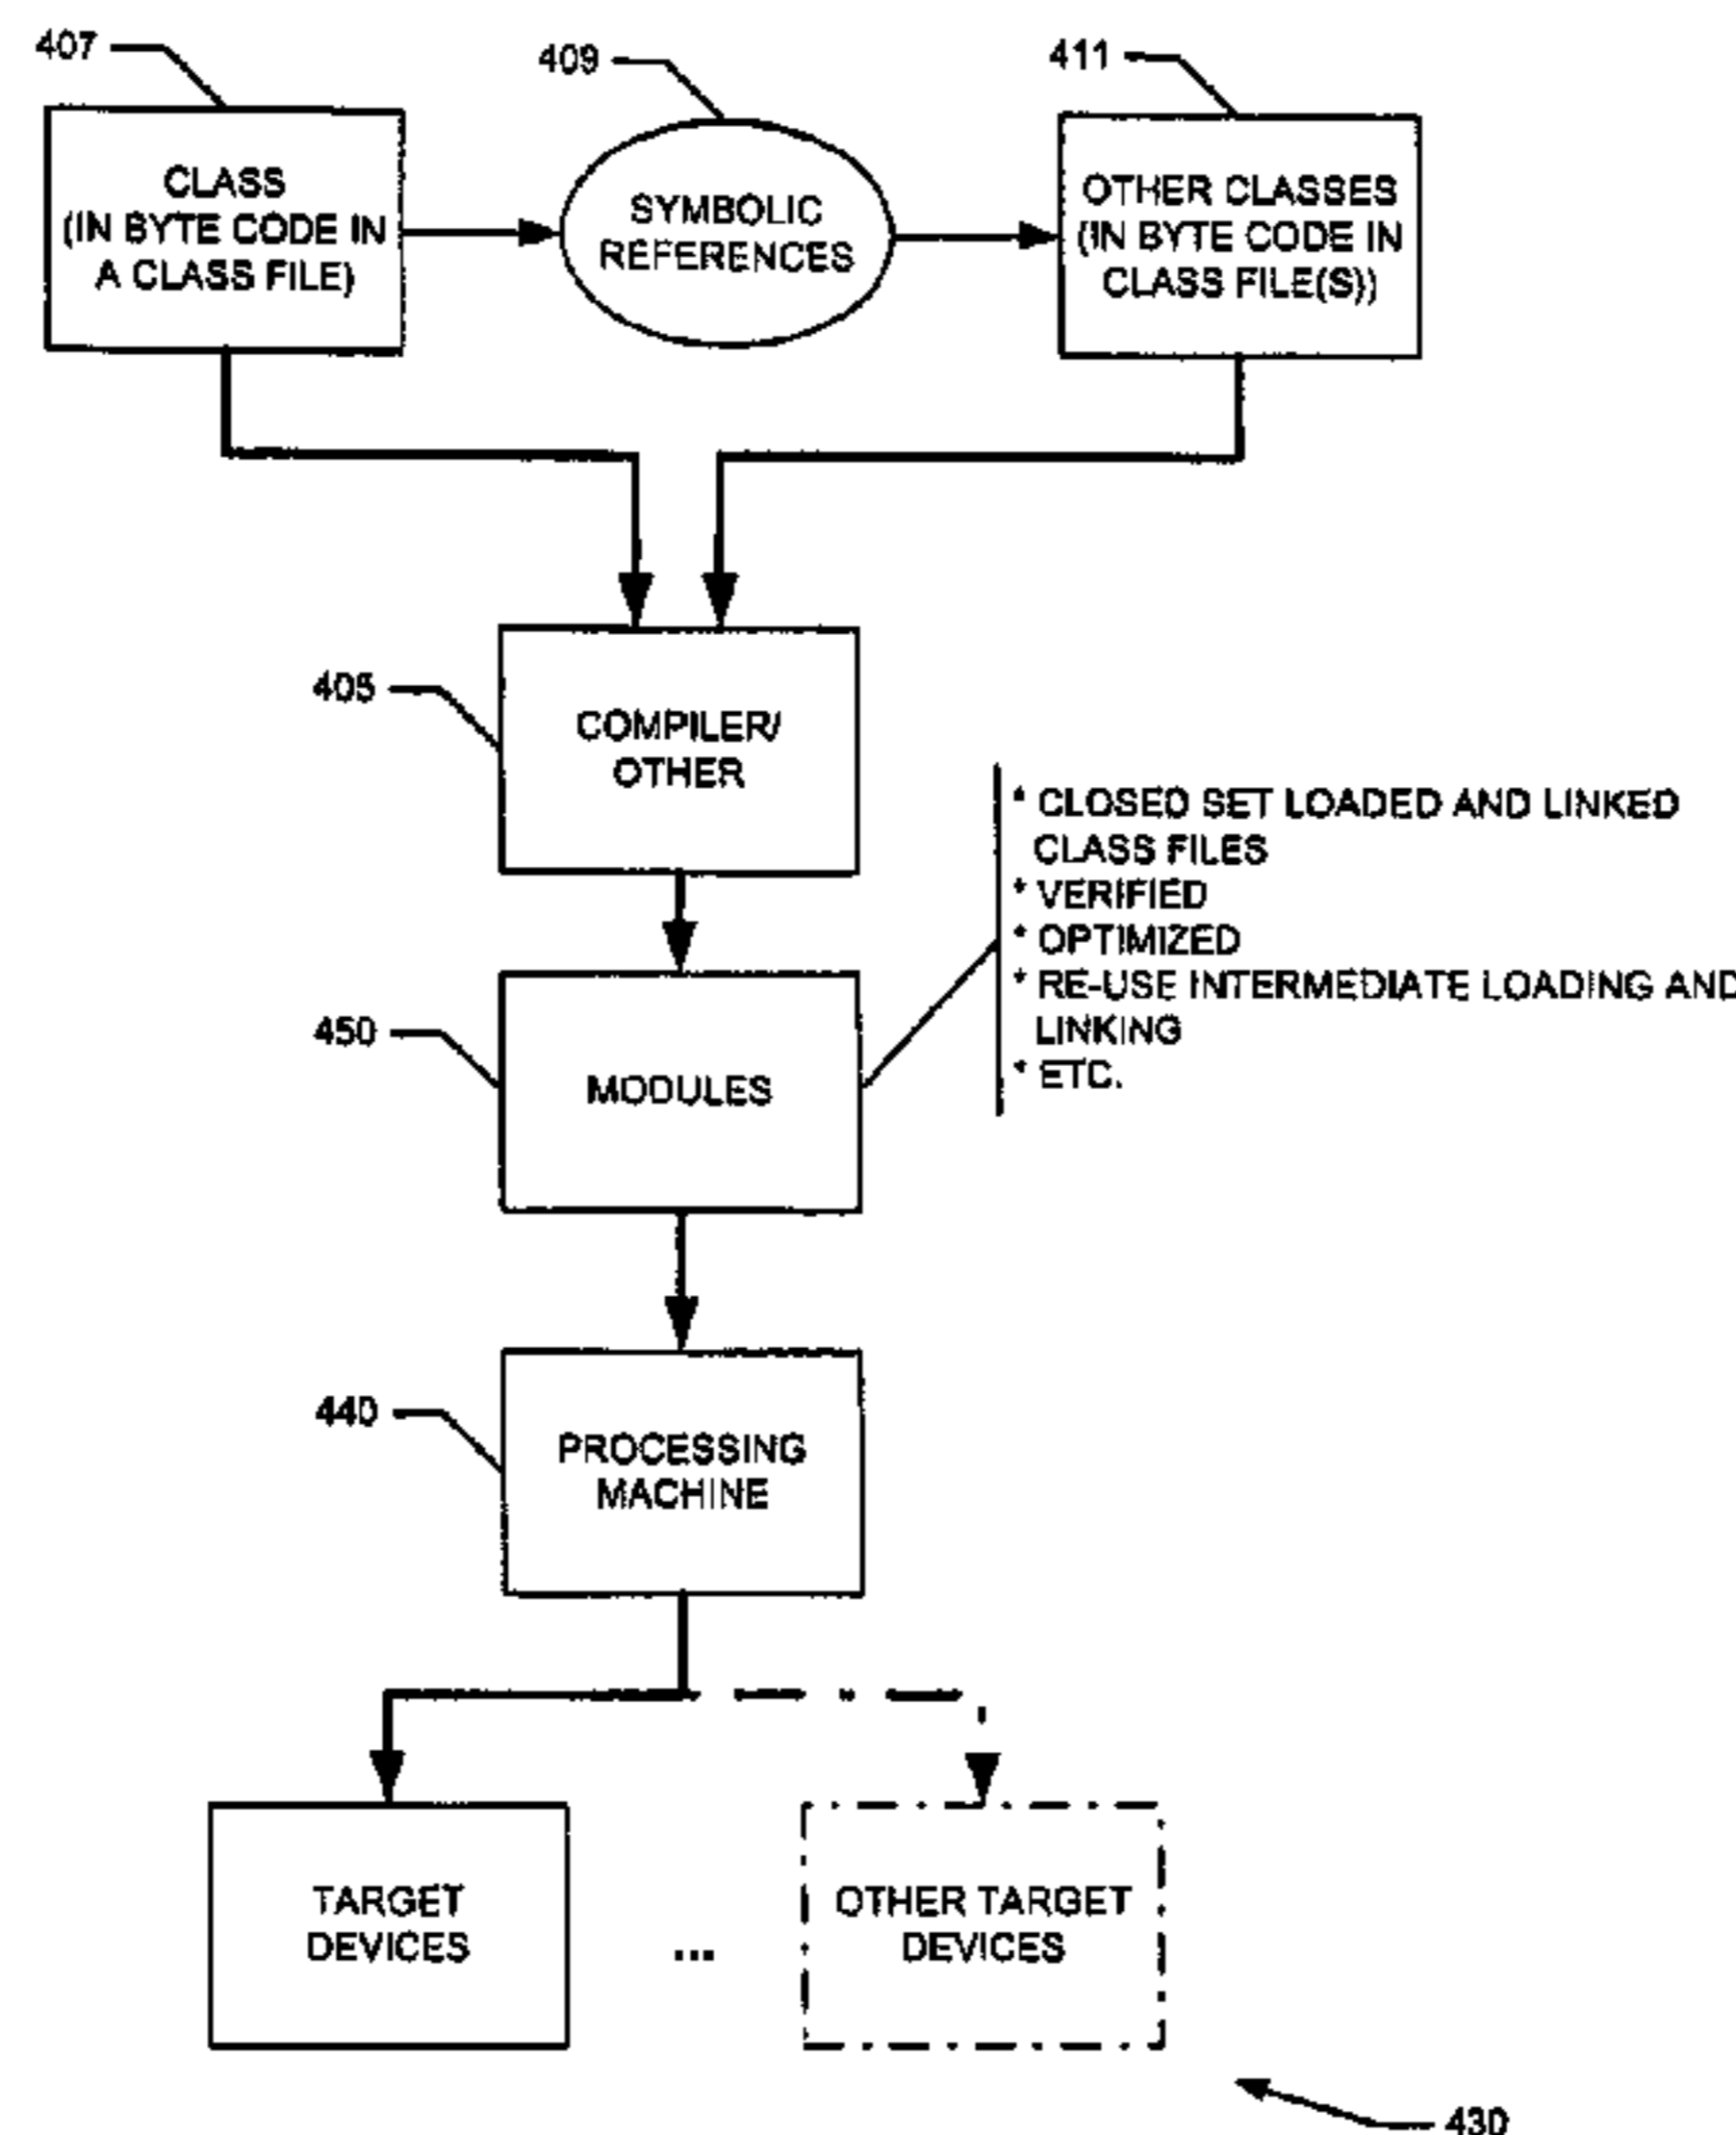 407
409
411
CLASS
(IN BYTE CODE IN
A CLASS FILE)
SYMBOLIC
REFERENCES
OTHER CLASSES
(IN BYTE CODE IN
CLASS FILE(S))
405
COMPILER/
OTHER
* CLOSED SET LOADED AND LINKED
CLASS FILES
* VERIFIED
* OPTIMIZED
* RE-USE INTERMEDIATE LOADING AND
LINKING
* ETC.
450
MODULES
440
PROCESSING
MACHINE
TARGET
DEVICES
...
OTHER TARGET
DEVICES
430